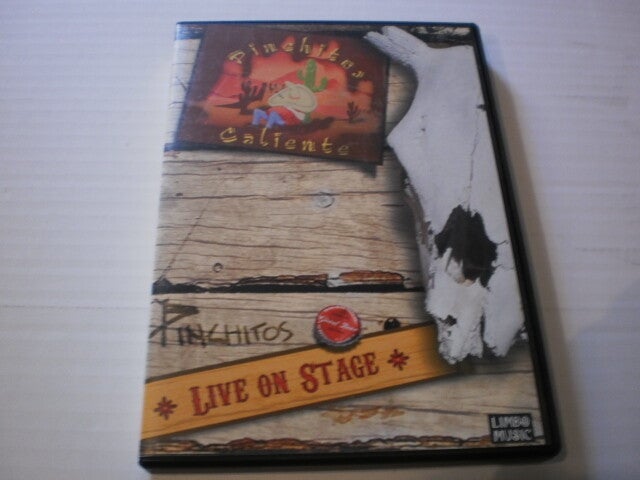 Pinchitos
Caliente
PINCHITOS
LIVE ON STAGE
LIMBO
MUSIC